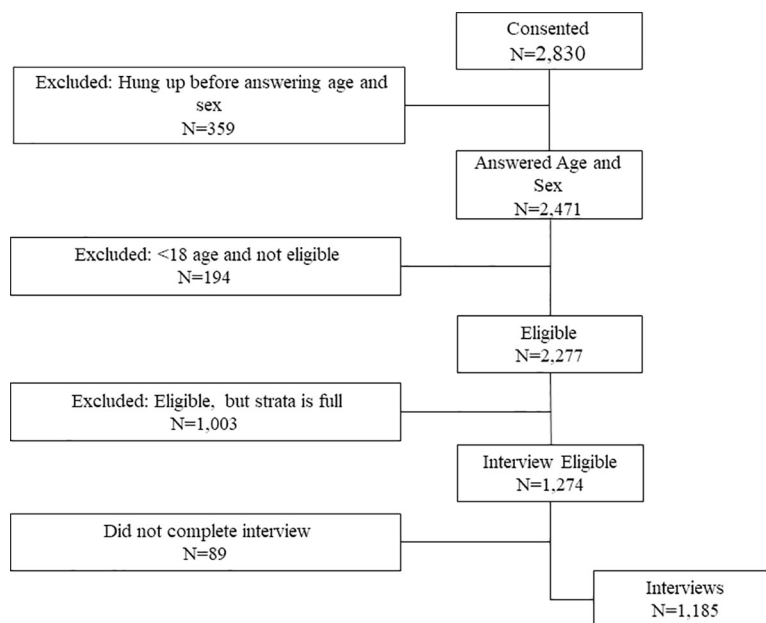 Consented
N=2,830
Excluded: Hung up before answering age and
sex
N=359
Answered Age and
Sex
N=2,471
Excluded: <18 age and not eligible
N=194
Eligible
N=2,277
Excluded: Eligible, but strata is full
N=1,003
Interview Eligible
N=1,274
Did not complete interview
N=89
Interviews
N=1,185